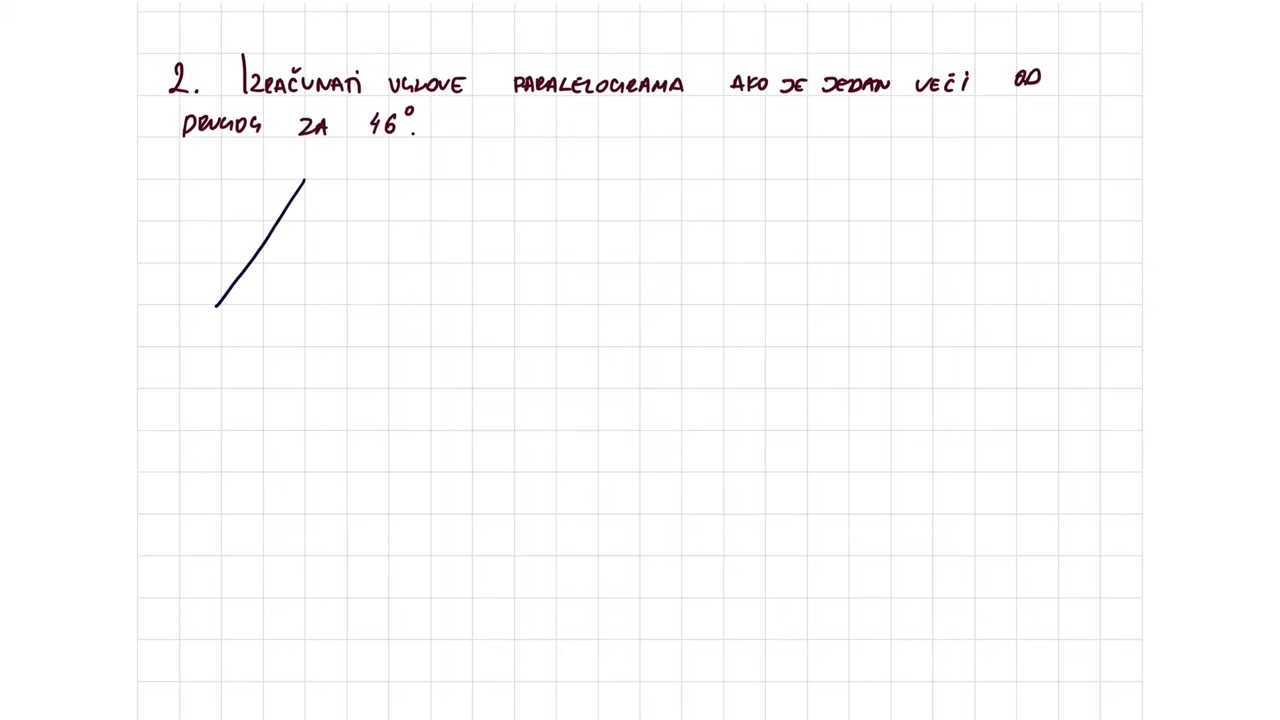 2. IZRAČUNATI UGLOVE PARALELOGRAMA AKO JE JEDAN VEĆI OD
DRUGOG ZA 46°.